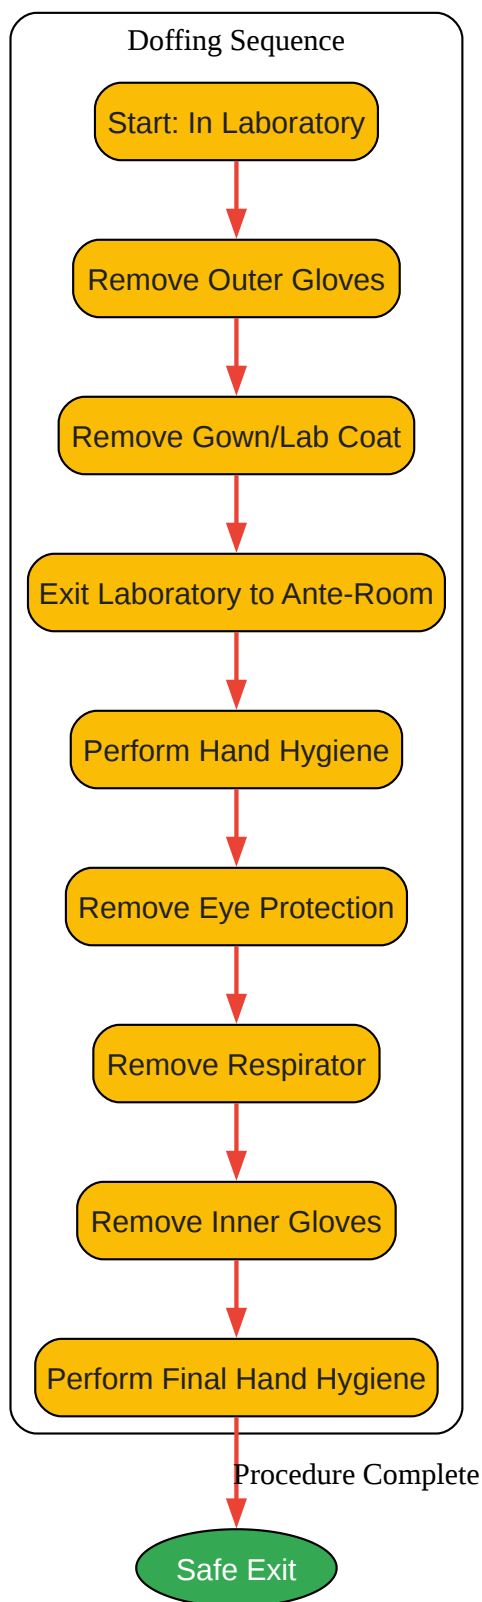 Doffing Sequence
Start: In Laboratory
Remove Outer Gloves
Remove Gown/Lab Coat
Exit Laboratory to Ante-Room
Perform Hand Hygiene
Remove Eye Protection
Remove Respirator
Remove Inner Gloves
Perform Final Hand Hygiene
Procedure Complete
Safe Exit